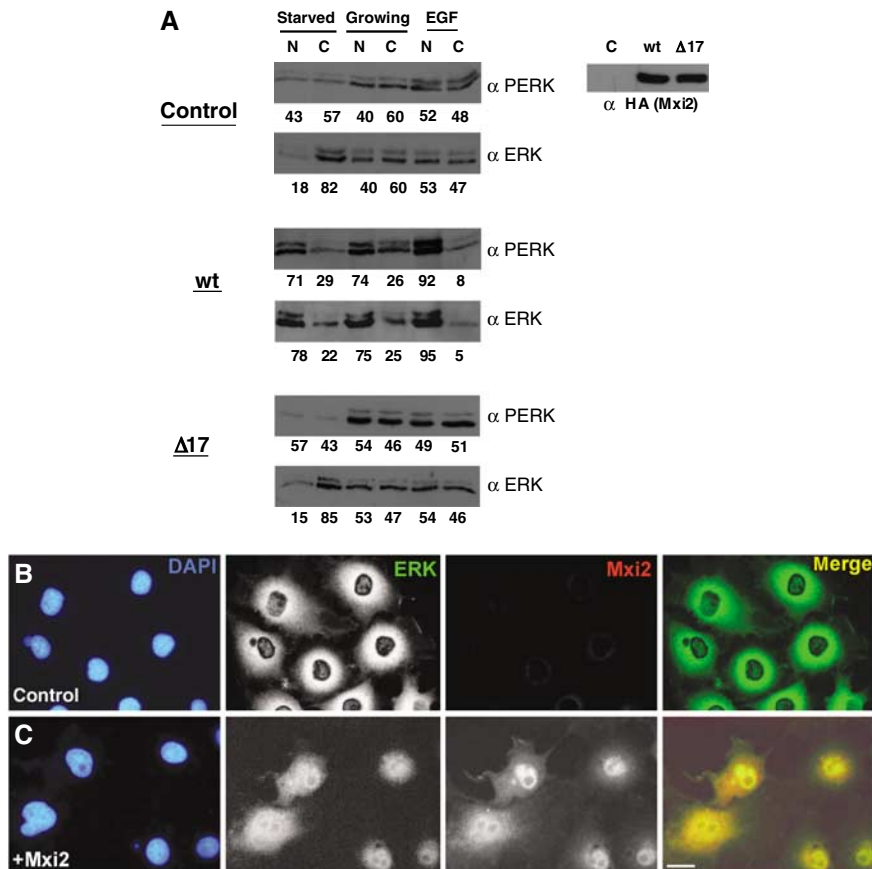 A
Starved Growing EGF
N C N C N C
C wt Δ17
α PERK
Control
43 57 40 60 52 48
α HA (Mxi2)
α ERK
18 82 40 60 53 47
α PERK
wt
71 29 74 26 92 8
α ERK
78 22 75 25 95 5
α PERK
Δ17
57 43 54 46 49 51
α ERK
15 85 53 47 54 46
B DAPI ERK Mxi2 Merge
Control
C
+Mxi2